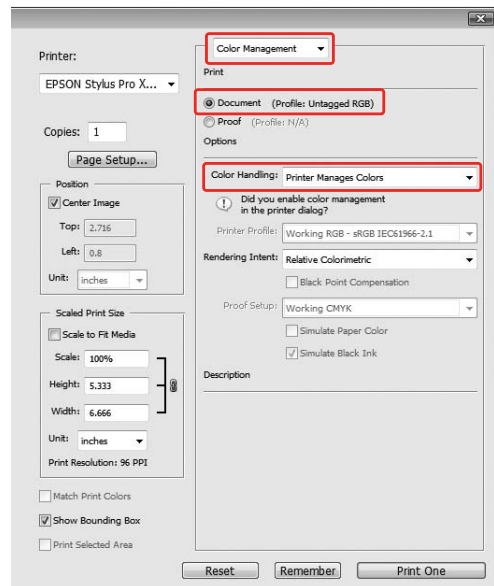 Printer:
EPSON Stylus Pro X...
Copies: 1
Page Setup...
Position
Center Image
Top: 2.716
Left: 0.8
Unit: inches
Scaled Print Size
Scale to Fit Media
Scale: 100%
Height: 5.333
Width: 6.666
Unit: inches
Print Resolution: 96 PPI
Match Print Colors
Show Bounding Box
Print Selected Area
Color Management
Print
Document (Profile: Untagged RGB)
Proof (Profile: N/A)
Options
Color Handling: Printer Manages Colors
Did you enable color management
in the printer dialog?
Printer Profile: Working RGB - sRGB IEC61966-2.1
Rendering Intent: Relative Colorimetric
Black Point Compensation
Proof Setup: Working CMYK
Simulate Paper Color
Simulate Black Ink
Description
Reset Remember Print One